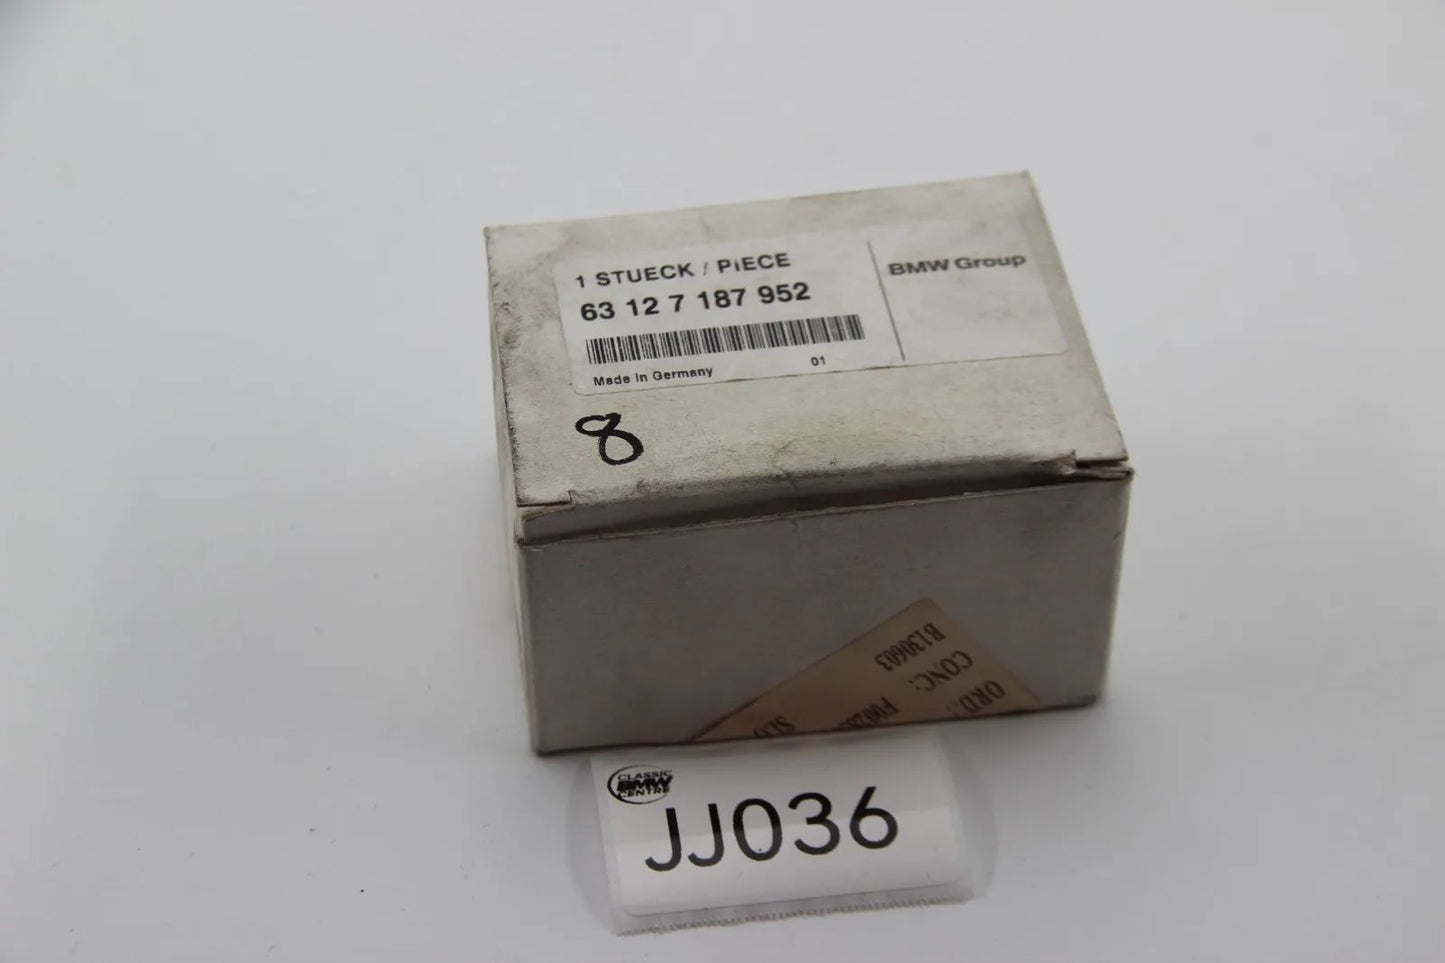 1 STUECK / PIECE
63 12 7 187 952
Made In Germany
01
BMW Group
8
B130603
CONC:
ORD.:
CLASSIC
BMW
CENTRE
JJ036